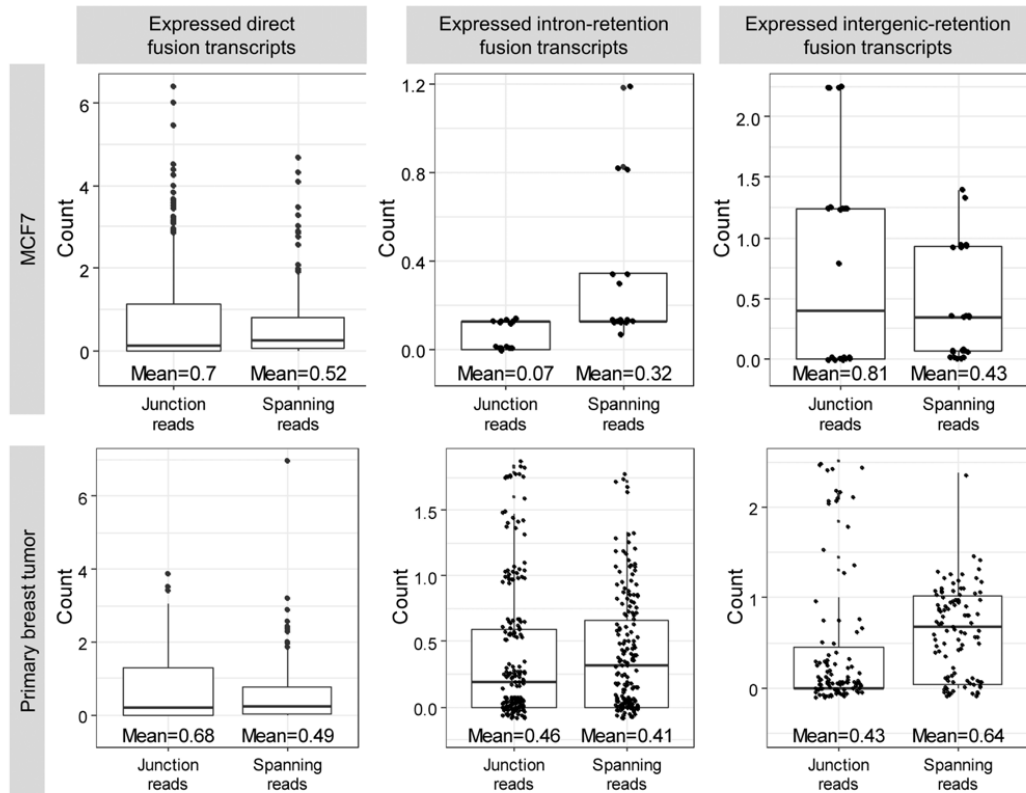 Expressed direct
fusion transcripts
Expressed intron-retention
fusion transcripts
Expressed intergenic-retention
fusion transcripts
MCF7
Count
6
4
2
0
Mean=0.7
Mean=0.52
Junction
reads
Spanning
reads
Count
1.2
0.8
0.4
0.0
Mean=0.07
Mean=0.32
Junction
reads
Spanning
reads
Count
2.0
1.5
1.0
0.5
0.0
Mean=0.81
Mean=0.43
Junction
reads
Spanning
reads
Primary breast tumor
Count
6
4
2
0
Mean=0.68
Mean=0.49
Junction
reads
Spanning
reads
Count
1.5
1.0
0.5
0.0
Mean=0.46
Mean=0.41
Junction
reads
Spanning
reads
Count
2
1
0
Mean=0.43
Mean=0.64
Junction
reads
Spanning
reads